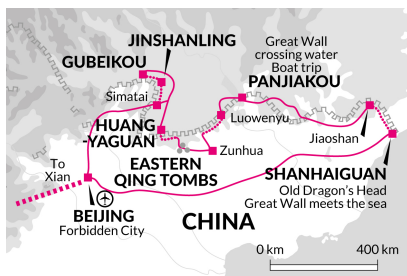 JINSHANLING
GUBEIKOU
Great Wall
crossing water
Boat trip
PANJIAKOU
Simatai
HUANG
-YAGUAN
Luowenyu
Jiaoshan
Zunhua
EASTERN
QING TOMBS
To
Xian
SHANHAIGUAN
Old Dragon's Head
Great Wall meets the sea
BEIJING
Forbidden City
CHINA
0 km
400 km